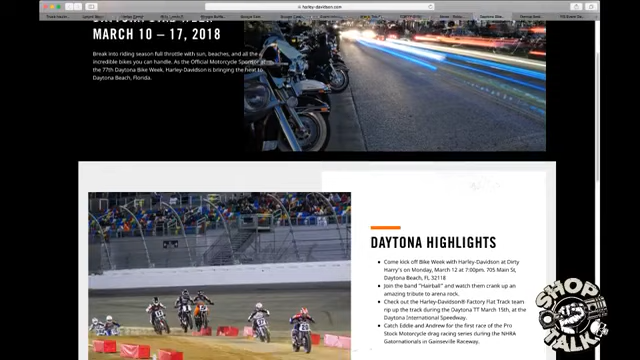 harley-davidson.com
MARCH 10 – 17, 2018
Break into riding season full throttle with sun, beaches, and all the
incredible bikes you can handle. As the Official Motorcycle Sponsor of
the 77th Daytona Bike Week, Harley-Davidson is bringing the heat to
Daytona Beach, Florida.
DAYTONA HIGHLIGHTS
Come kick off Bike Week with Harley-Davidson at Dirty
Harry's on Monday, March 12 at 7:00pm. 705 Main St,
Daytona Beach, FL 32118
Join the band "Hairball" and watch them crank up an
amazing tribute to arena rock.
Check out the Harley-Davidson® Factory Flat Track team
rip up the track during the Daytona TT March 15th, at the
Daytona International Speedway.
Catch Eddie and Andrew for the first race of the Pro
Stock Motorcycle drag racing series during the NHRA
Gatornationals in Gainesville Raceway,
SHOP
TALK